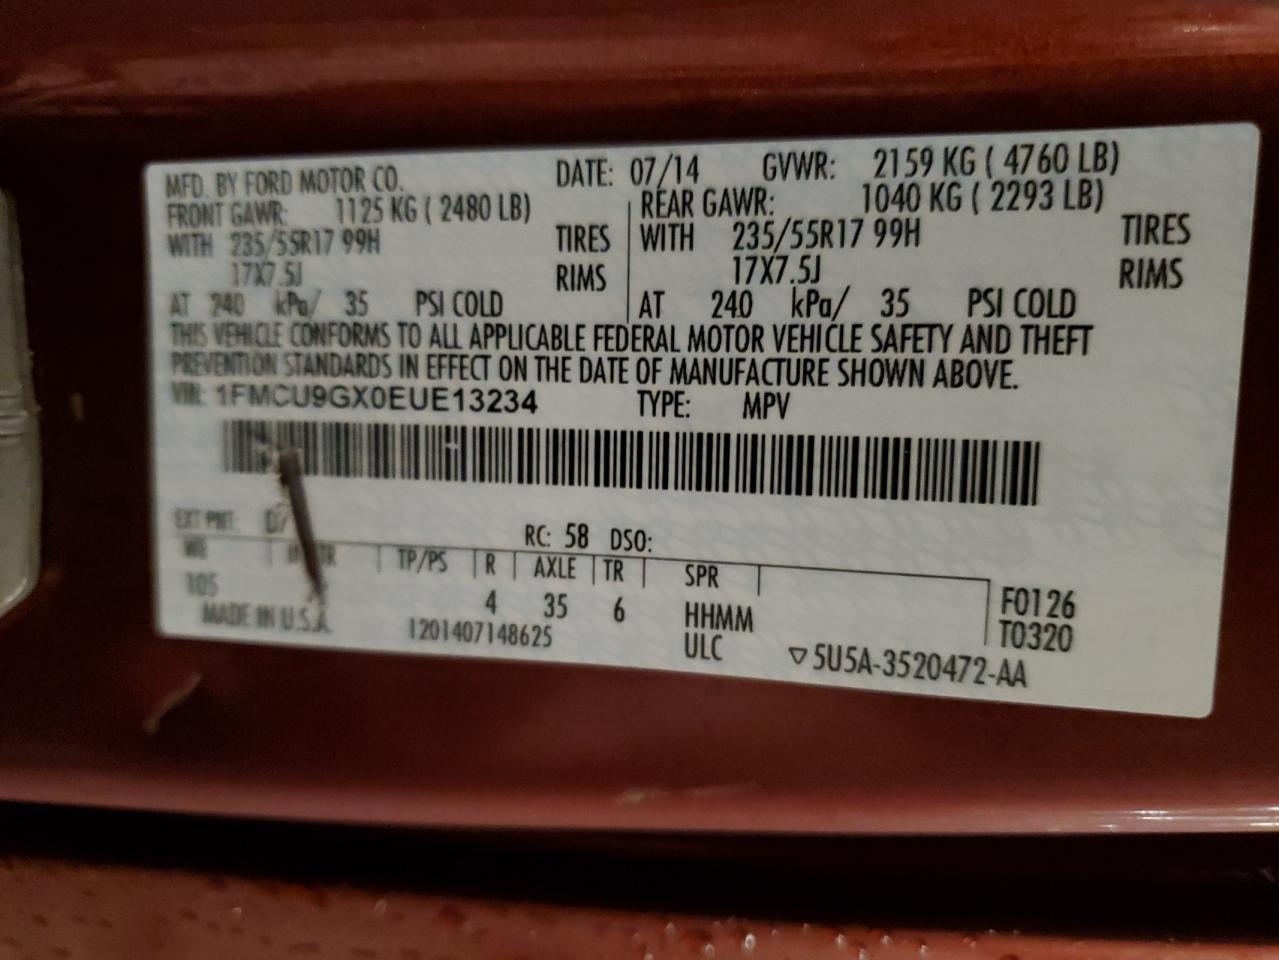 MFD. BY FORD MOTOR CO. DATE: 07/14 GVWR: 2159 KG ( 4760 LB)
FRONT GAWR: 1125 KG ( 2480 LB) REAR GAWR: 1040 KG ( 2293 LB)
WITH 235/55R17 99H TIRES WITH 235/55R17 99H TIRES
17X7.5J RIMS 17X7.5J RIMS
AT 240 kPa/ 35 PSI COLD AT 240 kPa/ 35 PSI COLD
THIS VEHICLE CONFORMS TO ALL APPLICABLE FEDERAL MOTOR VEHICLE SAFETY AND THEFT
PREVENTION STANDARDS IN EFFECT ON THE DATE OF MANUFACTURE SHOWN ABOVE.
VIN: 1FMCU9GX0EUE13234 TYPE: MPV
EXT PNT: RC: 58 DSO:
WB TP/PS R AXLE TR SPR
105 4 35 6 HHMM F0126
MADE IN U.S.A. 1201407148625 ULC T0320
▽5U5A-3520472-AA